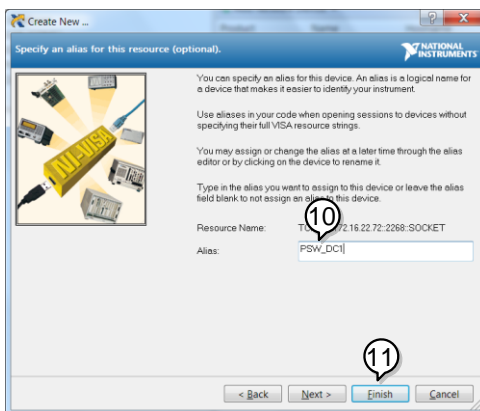 Create New ...
Specify an alias for this resource (optional).
NATIONAL
INSTRUMENTS
You can specify an alias for this device. An alias is a logical name for
a device that makes it easier to identify your instrument.
Use aliases in your code when opening sessions to devices without
specifying their full VISA resource strings.
You may assign or change the alias at a later time through the alias
editor or by clicking on the device to rename it.
Type in the alias you want to assign to this device or leave the alias
field blank to not assign an alias to this device.
NI-VISA
10
Resource Name: 72.16.22.72::2268::SOCKET
Alias: PSW_DC1
11
< Back Next > Finish Cancel